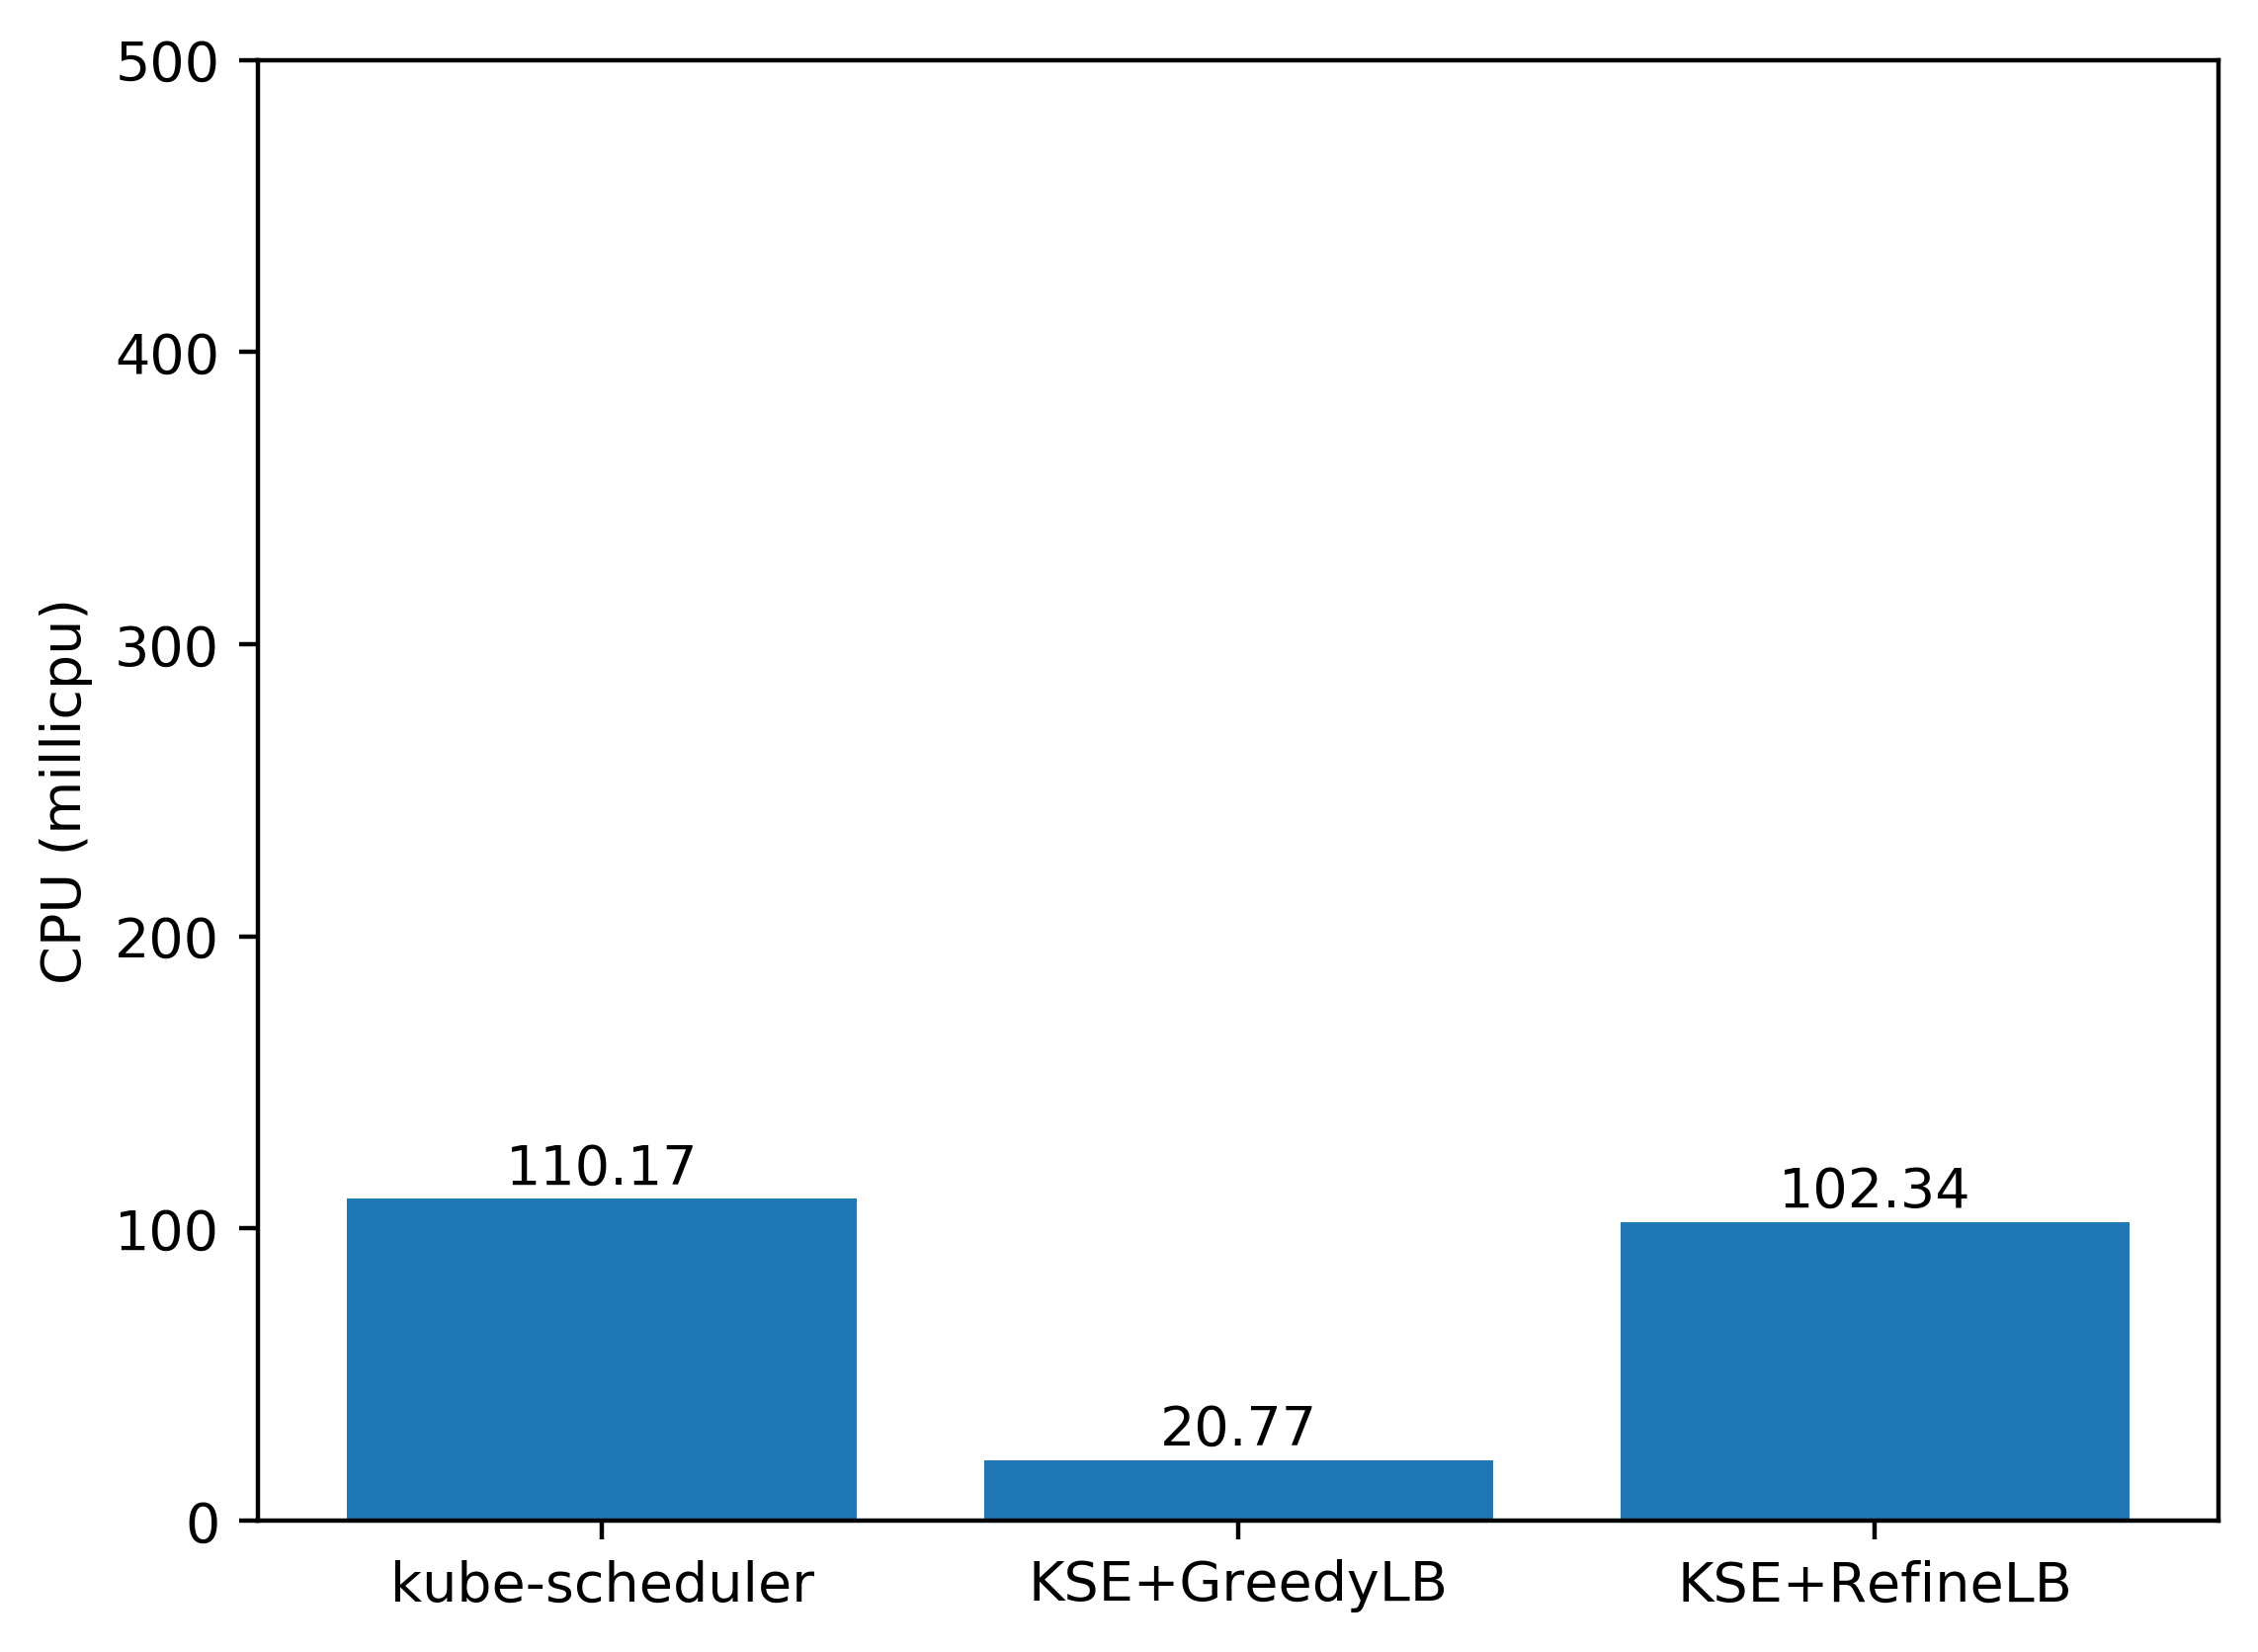 500
400
300
200
100
0
CPU (millicpu)
110.17
20.77
102.34
kube-scheduler
KSE+GreedyLB
KSE+RefineLB